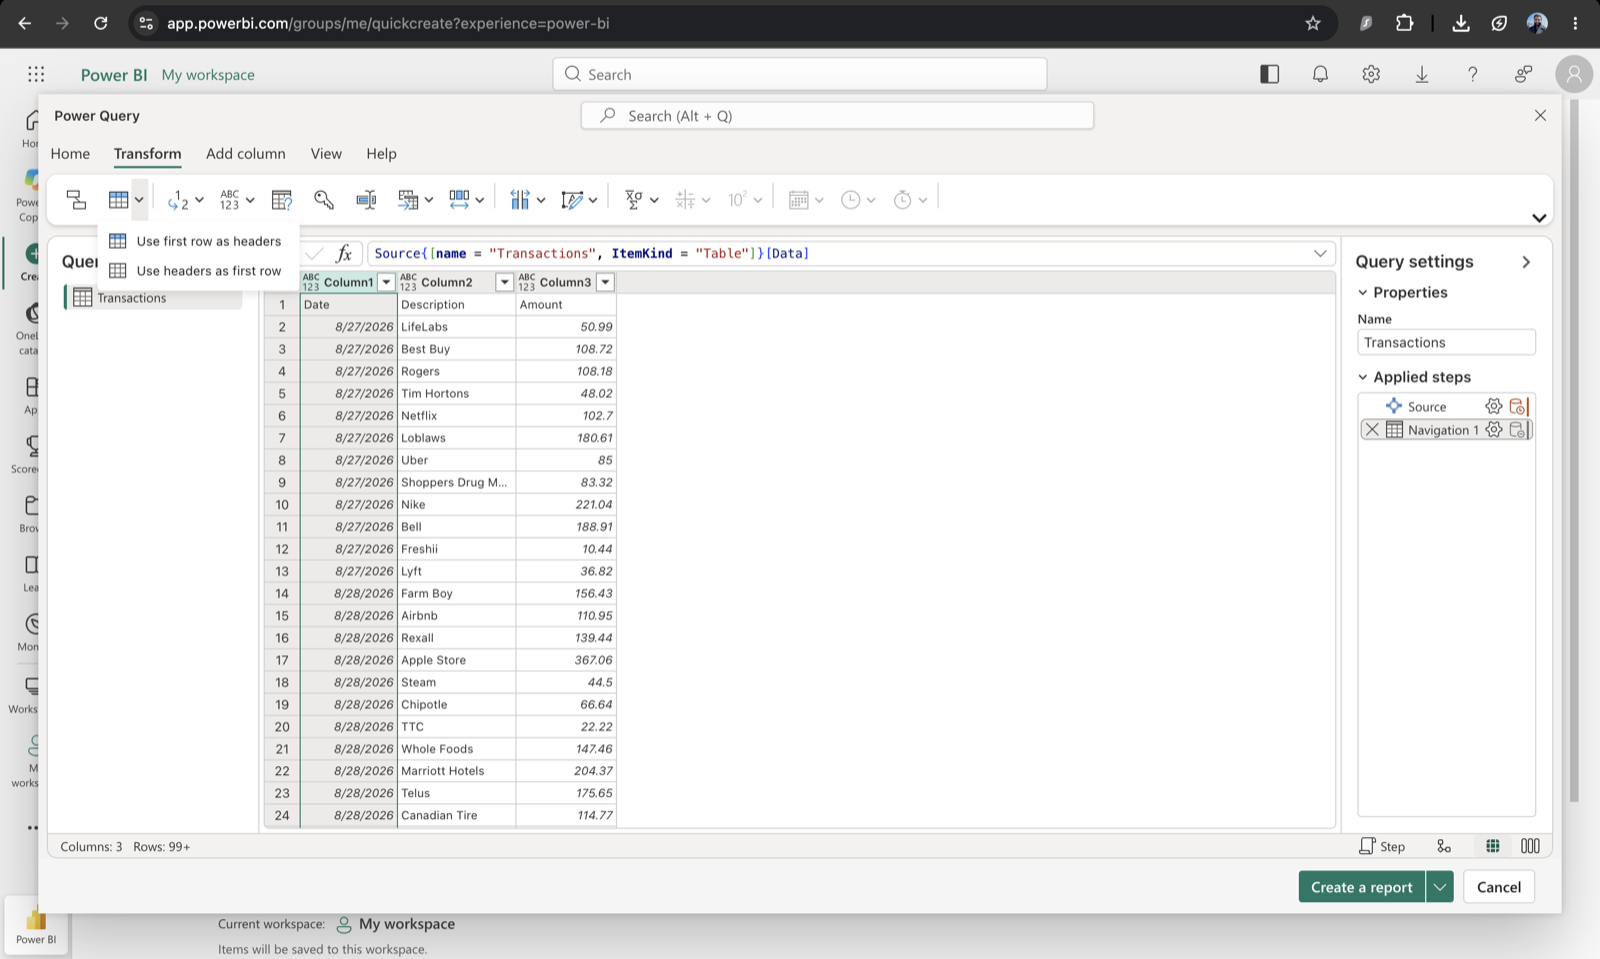 app.powerbi.com/groups/me/quickcreate?experience=power-bi
Power BI My workspace
Search
Power Query
Search (Alt + Q)
Home Transform Add column View Help
Use first row as headers
Use headers as first row
Transactions
fx Source{[name = "Transactions", ItemKind = "Table"]}[Data]
ABC 123 Column1 ABC 123 Column2 ABC 123 Column3
1 Date Description Amount
2 8/27/2026 LifeLabs 50.99
3 8/27/2026 Best Buy 108.72
4 8/27/2026 Rogers 108.18
5 8/27/2026 Tim Hortons 48.02
6 8/27/2026 Netflix 102.7
7 8/27/2026 Loblaws 180.61
8 8/27/2026 Uber 85
9 8/27/2026 Shoppers Drug M...
83.32
10 8/27/2026 Nike 221.04
11 8/27/2026 Bell 188.91
12 8/27/2026 Freshii 10.44
13 8/27/2026 Lyft 36.82
14 8/28/2026 Farm Boy 156.43
15 8/28/2026 Airbnb 110.95
16 8/28/2026 Rexall 139.44
17 8/28/2026 Apple Store 367.06
18 8/28/2026 Steam 44.5
19 8/28/2026 Chipotle 66.64
20 8/28/2026 TTC 22.22
21 8/28/2026 Whole Foods 147.46
22 8/28/2026 Marriott Hotels 204.37
23 8/28/2026 Telus 175.65
24 8/28/2026 Canadian Tire 114.77
Query settings
Properties
Name
Transactions
Applied steps
Source
Navigation 1
Columns: 3 Rows: 99+
Step
Create a report Cancel
Power BI
Current workspace: My workspace
Items will be saved to this workspace.